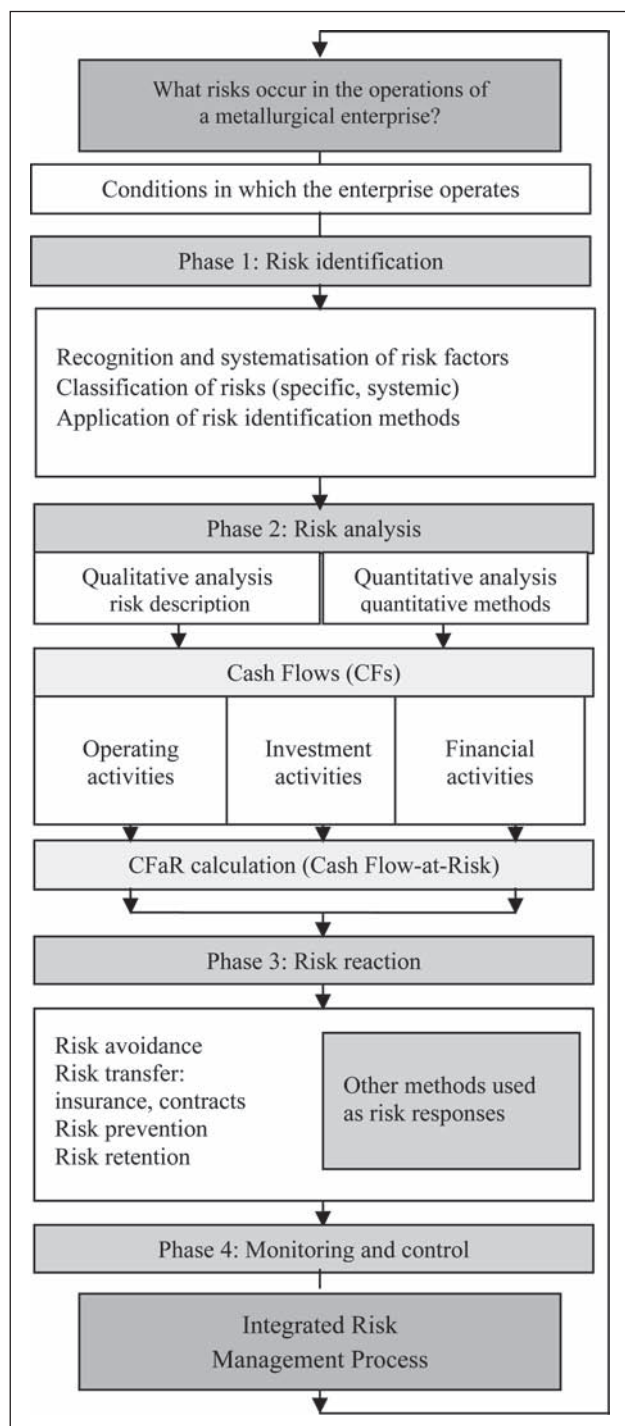 What risks occur in the operations of
a metallurgical enterprise?
Conditions in which the enterprise operates
Phase 1: Risk identification
Recognition and systematisation of risk factors
Classification of risks (specific, systemic)
Application of risk identification methods
Phase 2: Risk analysis
Qualitative analysis
risk description
Quantitative analysis
quantitative methods
Cash Flows (CFs)
Operating
activities
Investment
activities
Financial
activities
CFaR calculation (Cash Flow-at-Risk)
Phase 3: Risk reaction
Risk avoidance
Risk transfer:
insurance, contracts
Risk prevention
Risk retention
Other methods used
as risk responses
Phase 4: Monitoring and control
Integrated Risk
Management Process